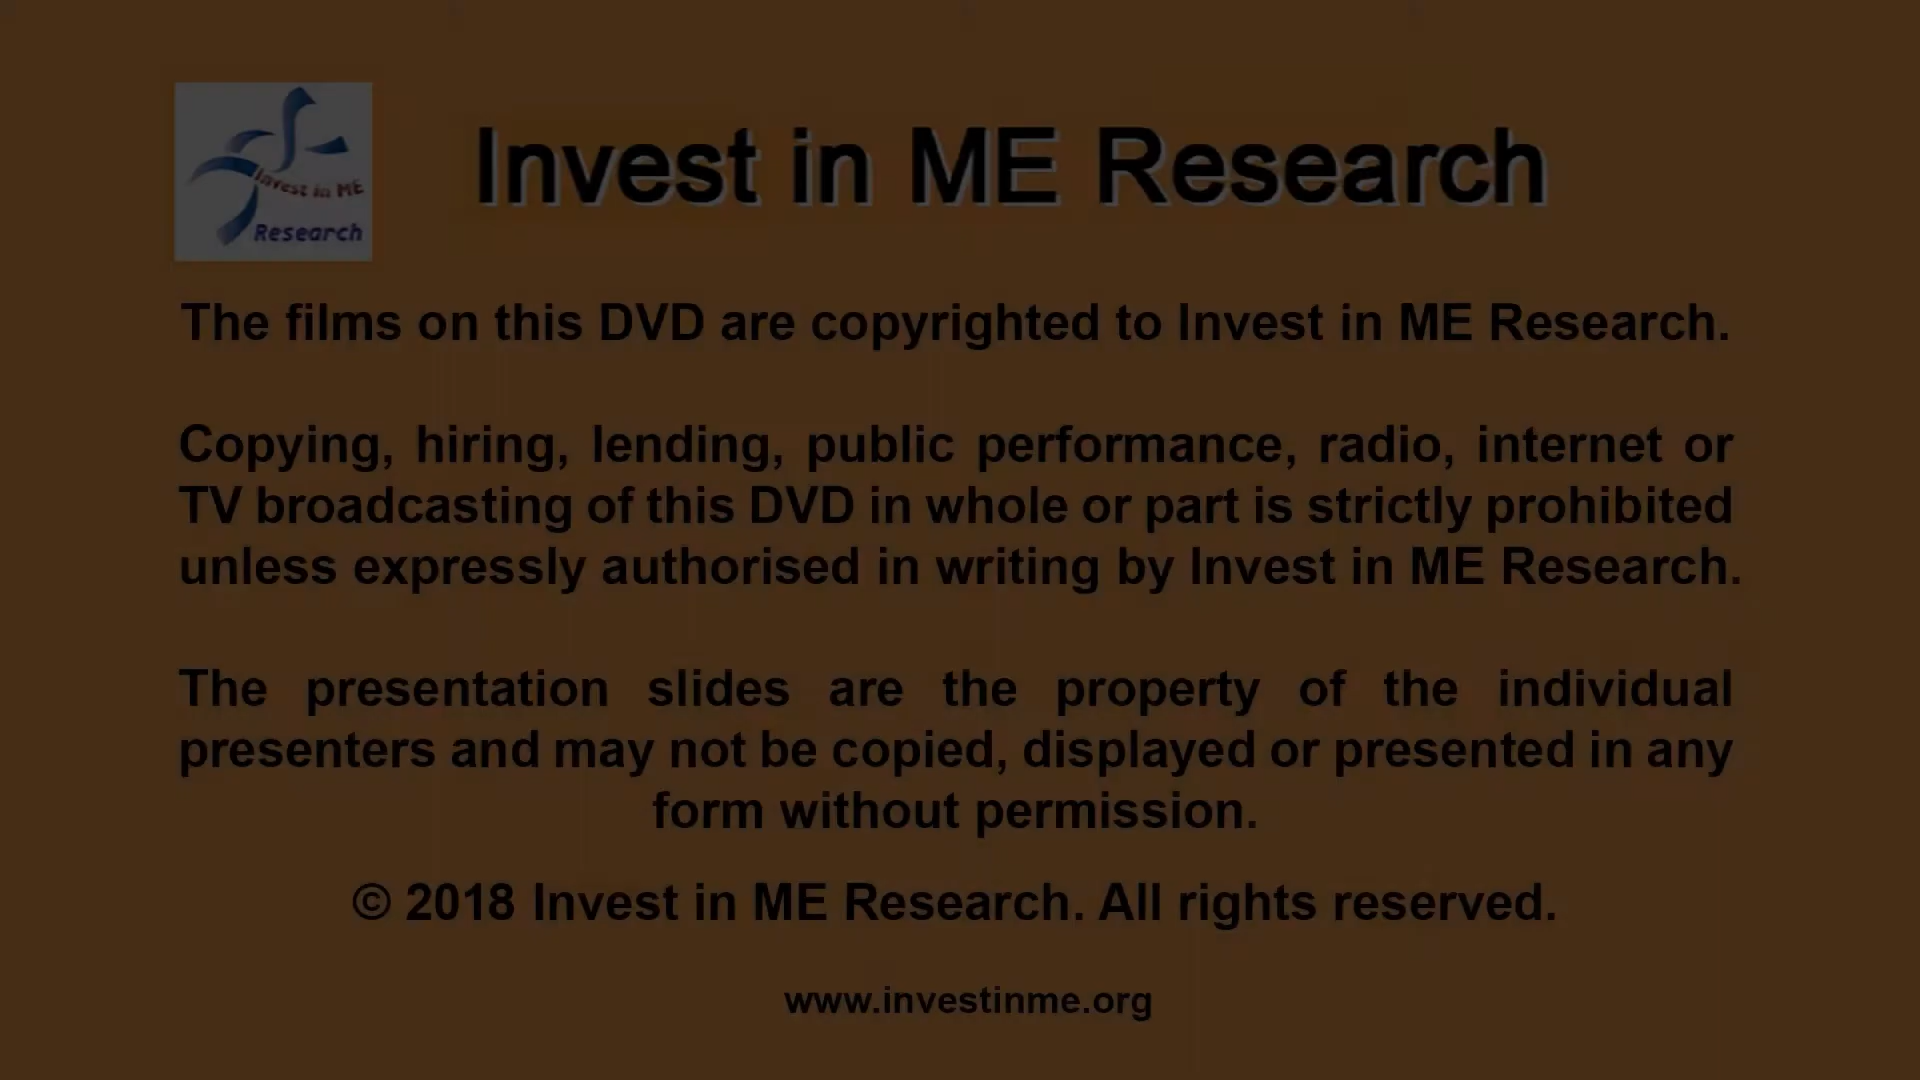 Invest in ME
Research
Invest in ME Research
The films on this DVD are copyrighted to Invest in ME Research.
Copying, hiring, lending, public performance, radio, internet or
TV broadcasting of this DVD in whole or part is strictly prohibited
unless expressly authorised in writing by Invest in ME Research.
The presentation slides are the property of the individual
presenters and may not be copied, displayed or presented in any
form without permission.
© 2018 Invest in ME Research. All rights reserved.
www.investinme.org